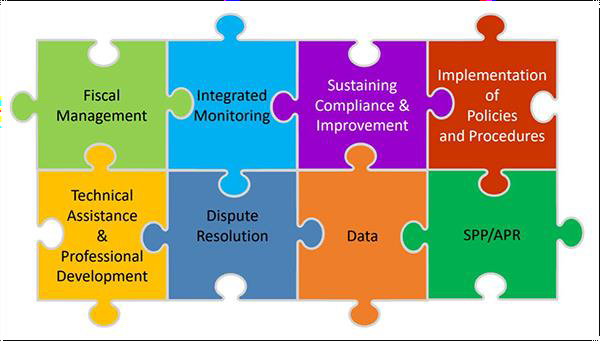 Fiscal
Management
Integrated
Monitoring
Sustaining
Compliance &
Improvement
Implementation
of
Policies
and Procedures
Technical
Assistance
&
Professional
Development
Dispute
Resolution
Data
SPP/APR